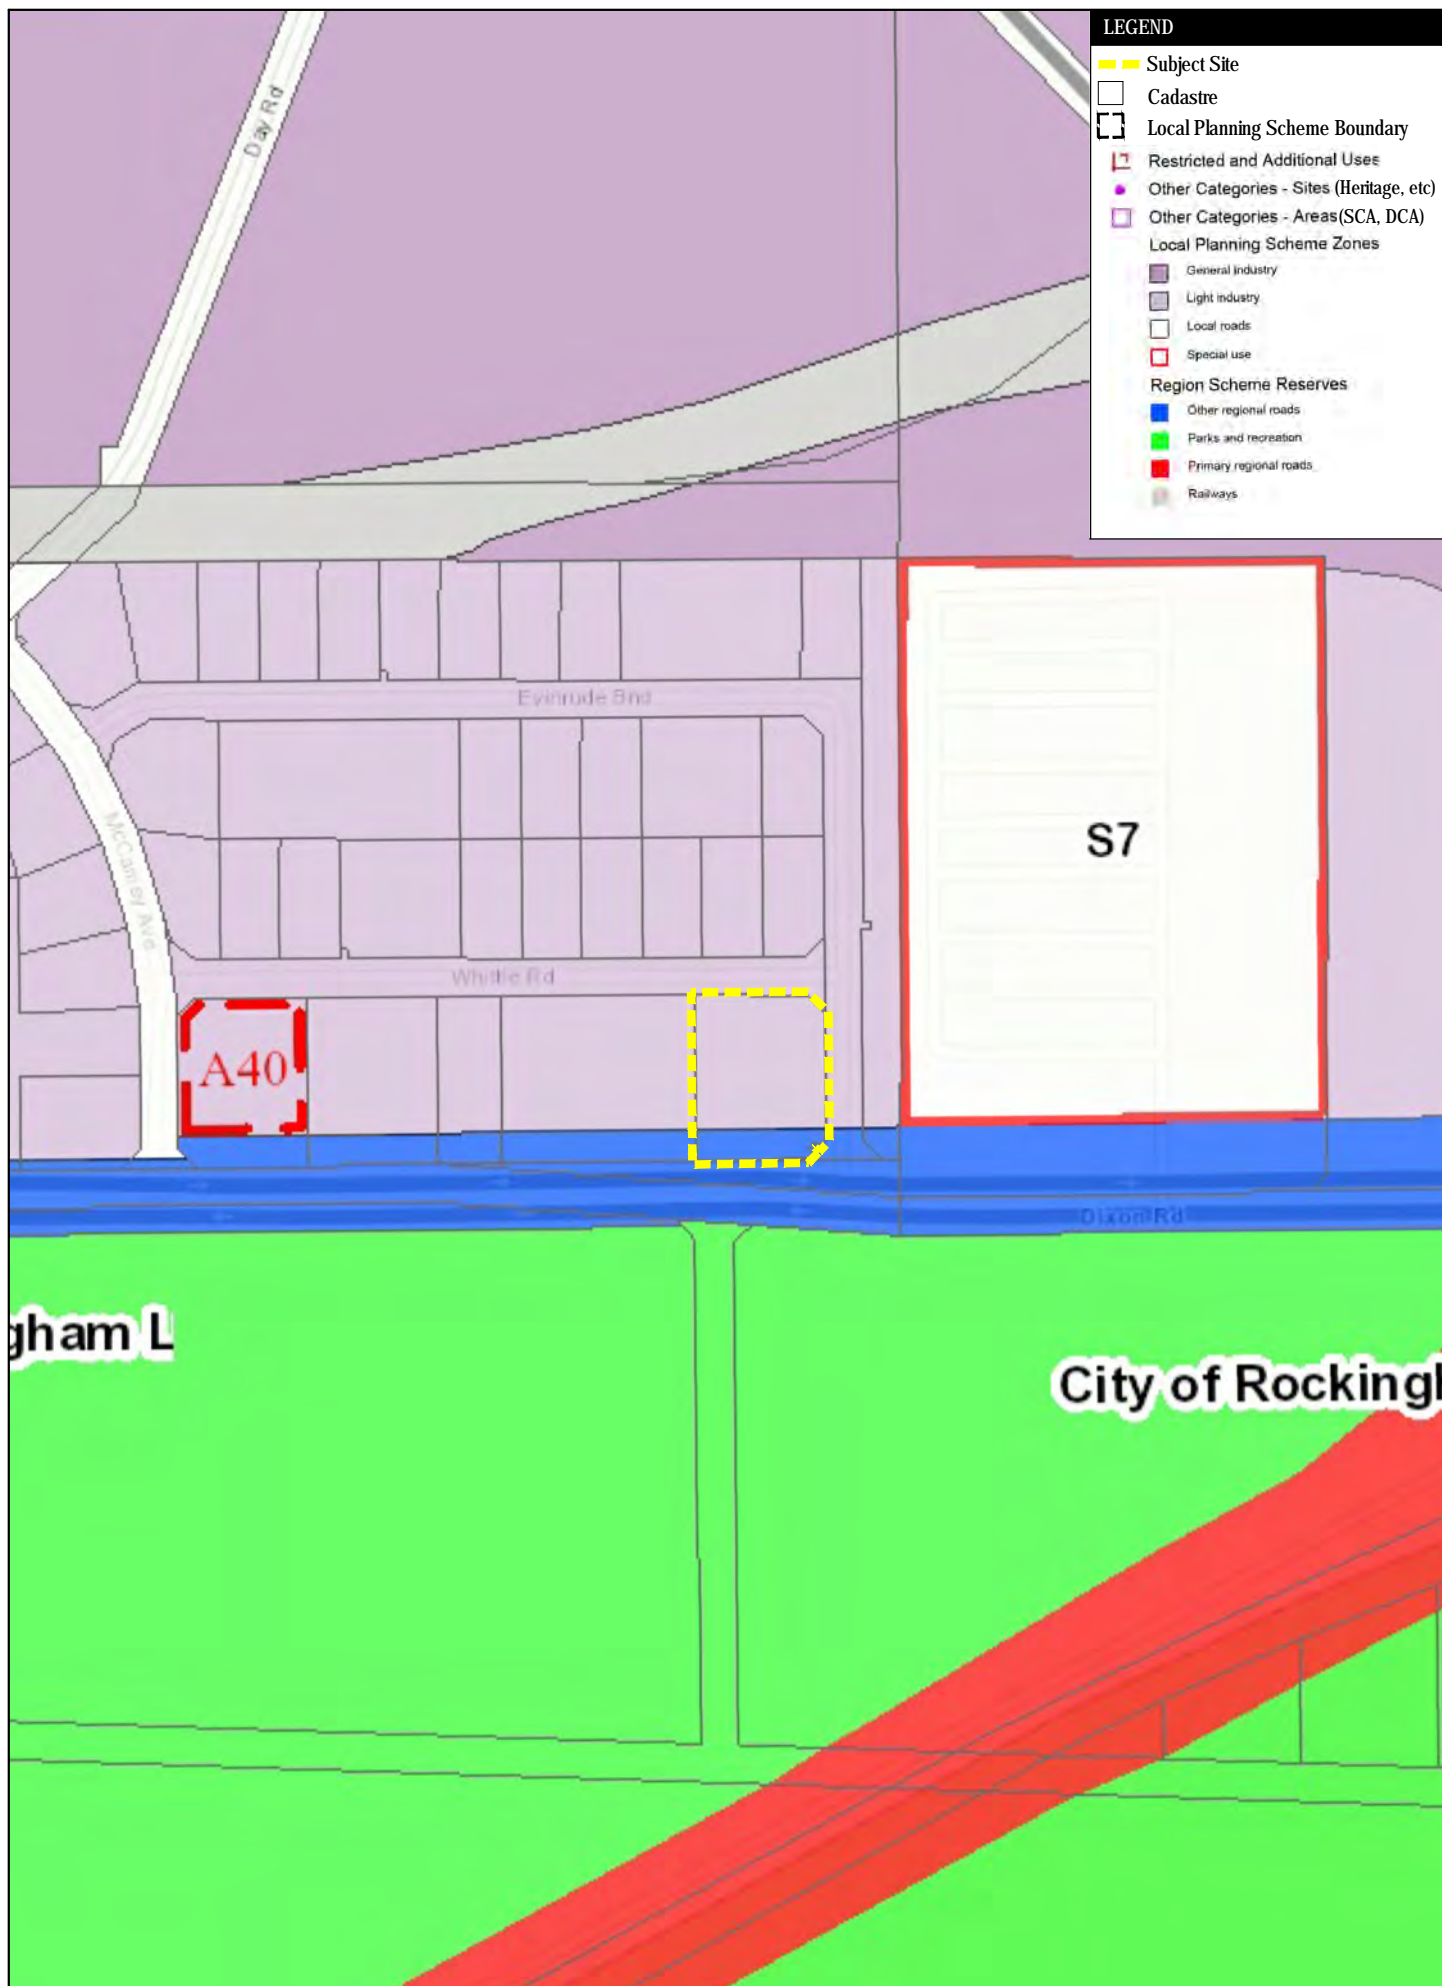 LEGEND
Subject Site
Cadastre
Local Planning Scheme Boundary
Restricted and Additional Uses
Other Categories - Sites (Heritage, etc)
Other Categories - Areas (SCA, DCA)
Local Planning Scheme Zones
General industry
Light industry
Local roads
Special use
Region Scheme Reserves
Other regional roads
Parks and recreation
Primary regional roads
Railways
Day Rd
Evinrude Bnd
McCamey Ave
S7
Whittle Rd
A40
Dixon Rd
gham L
City of Rockingh